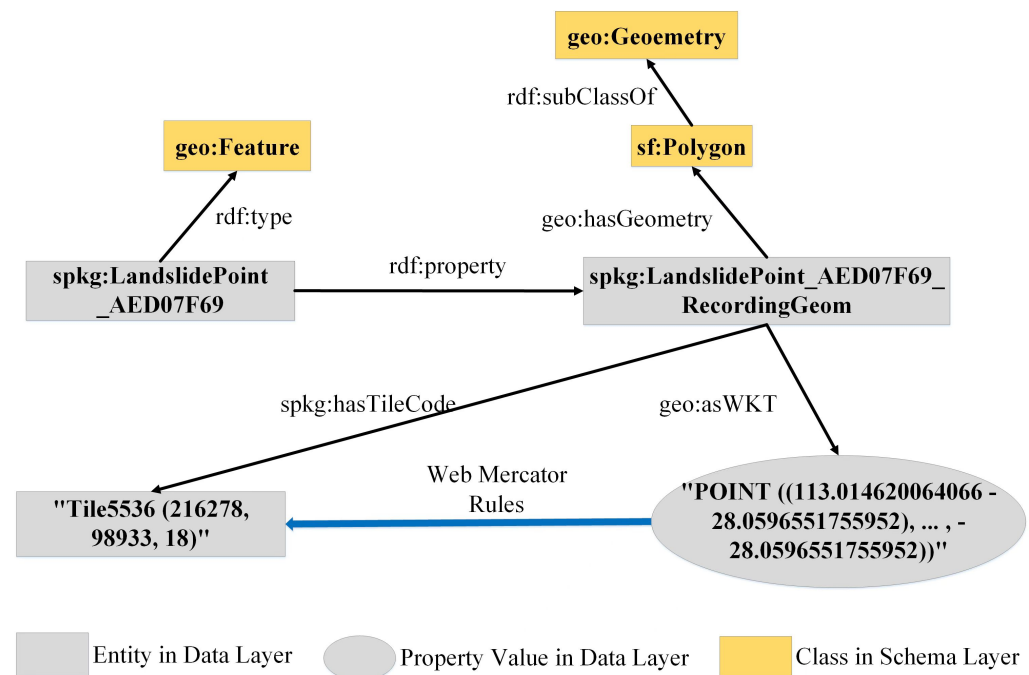 geo:Geoemetry
rdf:subClassOf
geo:Feature
sf:Polygon
rdf:type
geo:hasGeometry
spkg:LandslidePoint
_AED07F69
rdf:property
spkg:LandslidePoint_AED07F69_
RecordingGeom
spkg:hasTileCode
geo:asWKT
Web Mercator
Rules
"Tile5536 (216278,
98933, 18)"
"POINT ((113.014620064066 -
28.0596551755952), ... , -
28.0596551755952))"
Entity in Data Layer
Property Value in Data Layer
Class in Schema Layer